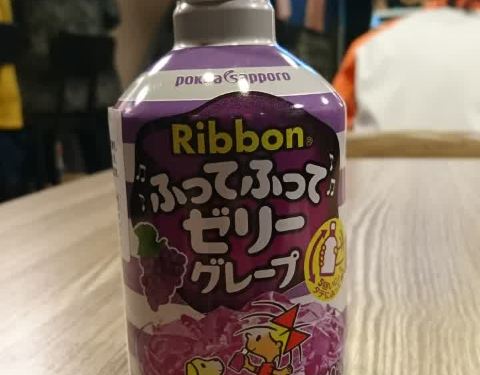 pokka sapporo
Ribbon®
ふってふって
ゼリー
グレープ